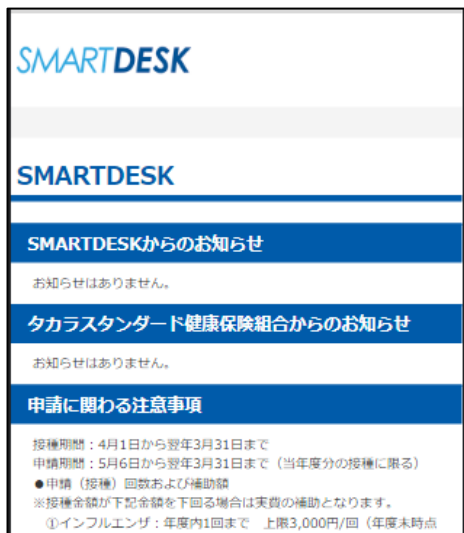 SMARTDESK
SMARTDESK
SMARTDESKからのお知らせ
お知らせはありません。
タカラスタンダード健康保険組合からのお知らせ
お知らせはありません。
申請に関わる注意事項
接種期間：4月1日から翌年3月31日まで
申請期間：5月6日から翌年3月31日まで（当年度分の接種に限る）
●申請（接種）回数および補助額
※接種金額が下記金額を下回る場合は実費の補助となります。
①インフルエンザ：年度内1回まで　上限3,000円/回（年度末時点